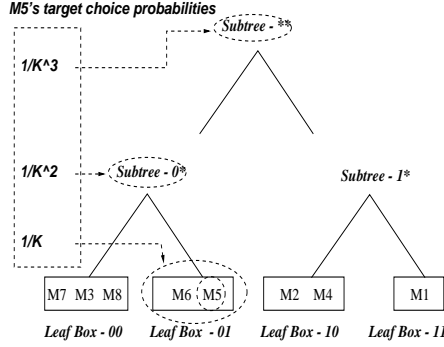 M5's target choice probabilities
Subtree - **
1/K^3
1/K^2
Subtree - 0*
Subtree - 1*
1/K
M7 M3 M8
M6 M5
M2 M4
M1
Leaf Box - 00
Leaf Box - 01
Leaf Box - 10
Leaf Box - 11